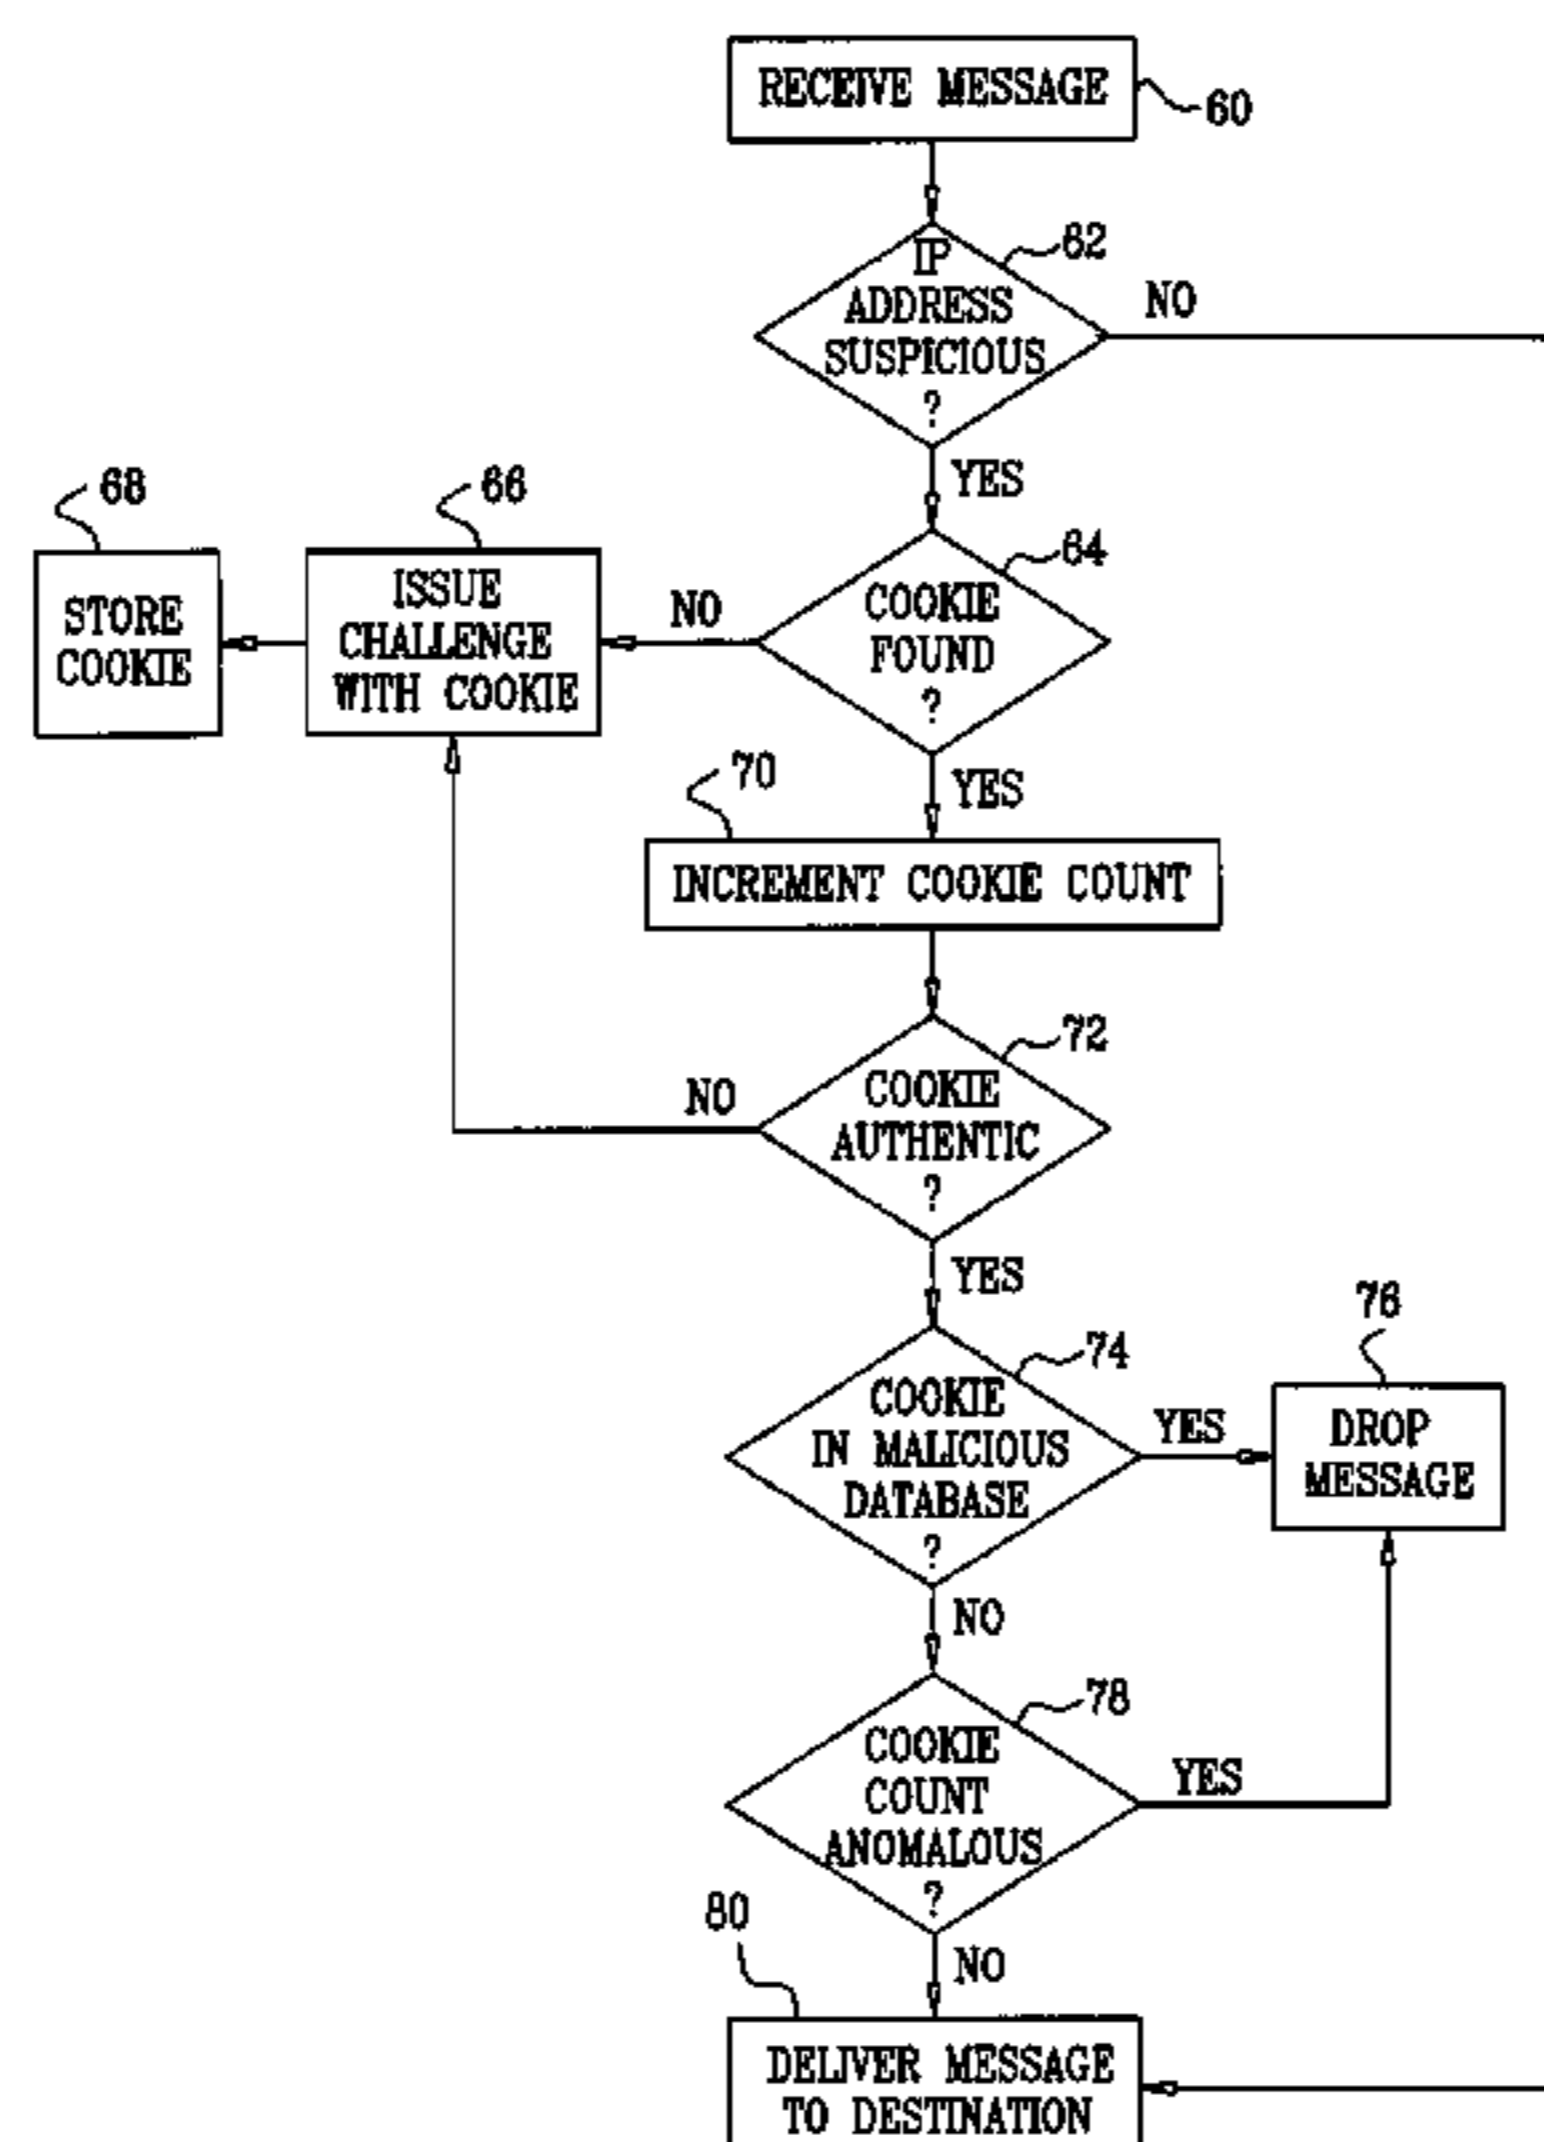 RECEIVE MESSAGE
60
IP
ADDRESS
SUSPICIOUS
?
62
NO
YES
68
66
64
STORE
COOKIE
ISSUE
CHALLENGE
WITH COOKIE
NO
COOKIE
FOUND
?
70
YES
INCREMENT COOKIE COUNT
72
NO
COOKIE
AUTHENTIC
?
YES
76
74
COOKIE
IN MALICIOUS
DATABASE
?
YES
DROP
MESSAGE
NO
78
COOKIE
COUNT
ANOMALOUS
?
YES
80
NO
DELIVER MESSAGE
TO DESTINATION